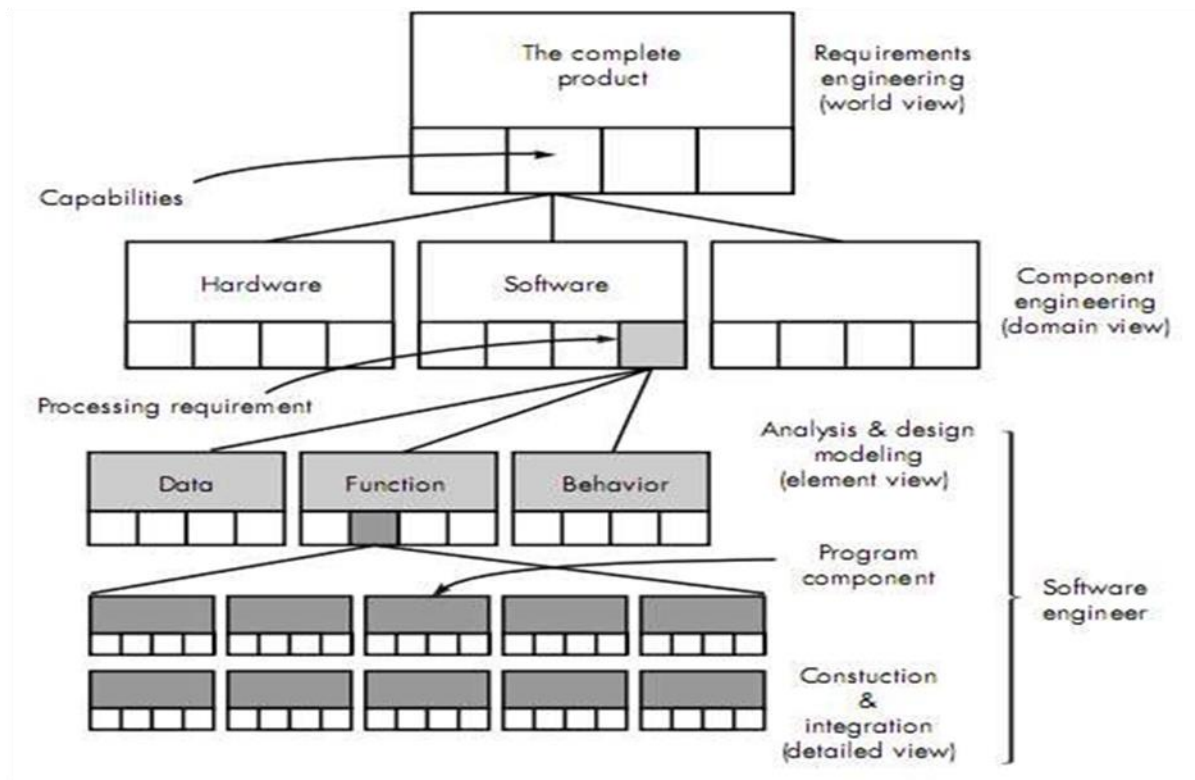 The complete
product
Requirements
engineering
(world view)
Capabilities
Hardware
Software
Component
engineering
(domain view)
Processing requirement
Analysis & design
modeling
(element view)
Data
Function
Behavior
Program
component
Software
engineer
Constuction
&
integration
(detailed view)